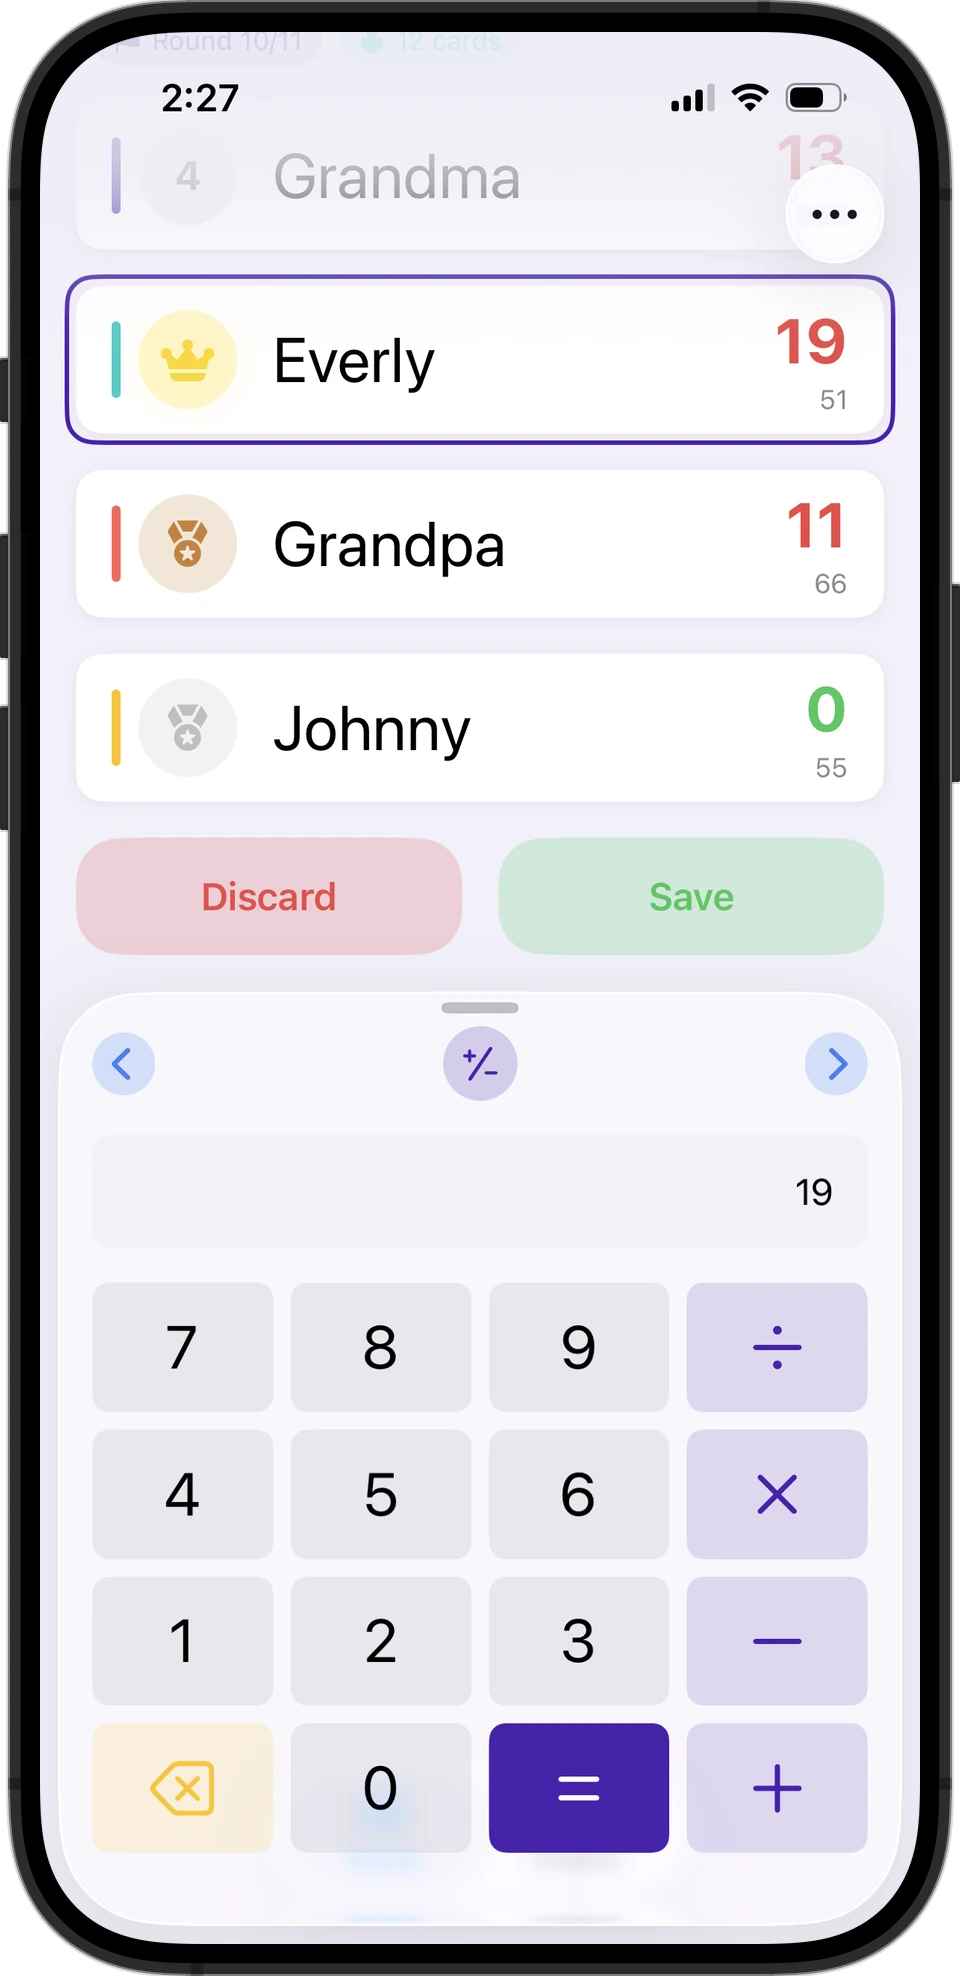 Round 10/11 12 cards
2:27
4 Grandma 13
Everly 19
51
Grandpa 11
66
Johnny 0
55
Discard Save
+/-
19
7 8 9 ÷
4 5 6 ×
1 2 3 −
0 = +